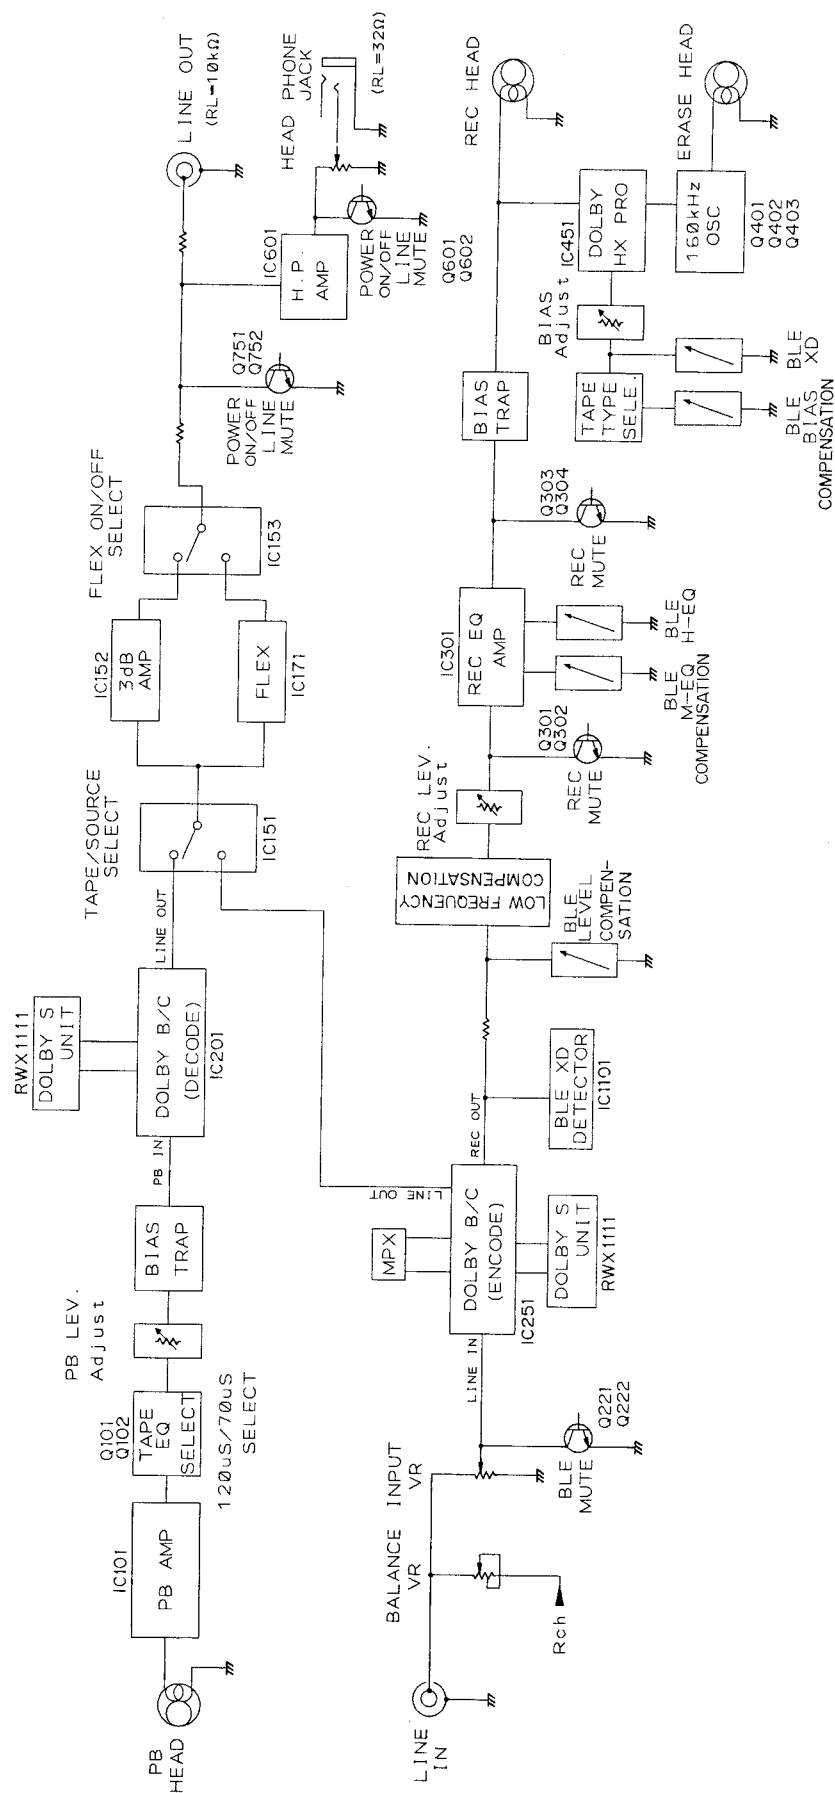 PB
HEAD
IC101
PB AMP
Q101
Q102
TAPE
EQ
SELECT
120uS/70uS
SELECT
PB LEV.
Adjust
BIAS
TRAP
PB IN
RWX1111
DOLBY S
UNIT
DOLBY B/C
(DECODE)
IC201
LINE OUT
TAPE/SOURCE
SELECT
IC151
IC152
3dB
AMP
FLEX
IC171
FLEX ON/OFF
SELECT
IC153
POWER
ON/OFF
LINE
MUTE
Q751
Q752
LINE OUT
(RL=10kΩ)
IC601
H.P.
AMP
POWER
ON/OFF
LINE
MUTE
Q601
Q602
HEAD PHONE
JACK
(RL=32Ω)
LINE
IN
BALANCE
VR
Rch
INPUT
VR
BLE
MUTE
Q221
Q222
LINE IN
MPX
LINE OUT
DOLBY B/C
(ENCODE)
IC251
DOLBY S
UNIT
RWX1111
REC OUT
BLE XD
DETECTOR
IC1101
BLE
LEVEL
COMPEN-
SATION
LOW FREQUENCY
COMPENSATION
REC LEV.
Adjust
REC
MUTE
Q301
Q302
IC301
REC EQ
AMP
BLE
M-EQ
COMPENSATION
BLE
H-EQ
REC
MUTE
Q303
Q304
BIAS
TRAP
REC HEAD
BIAS
Adjust
TAPE
TYPE
SELE.
BLE
BIAS
COMPENSATION
BLE
XD
IC451
DOLBY
HX PRO
160kHz
OSC
Q401
Q402
Q403
ERASE HEAD